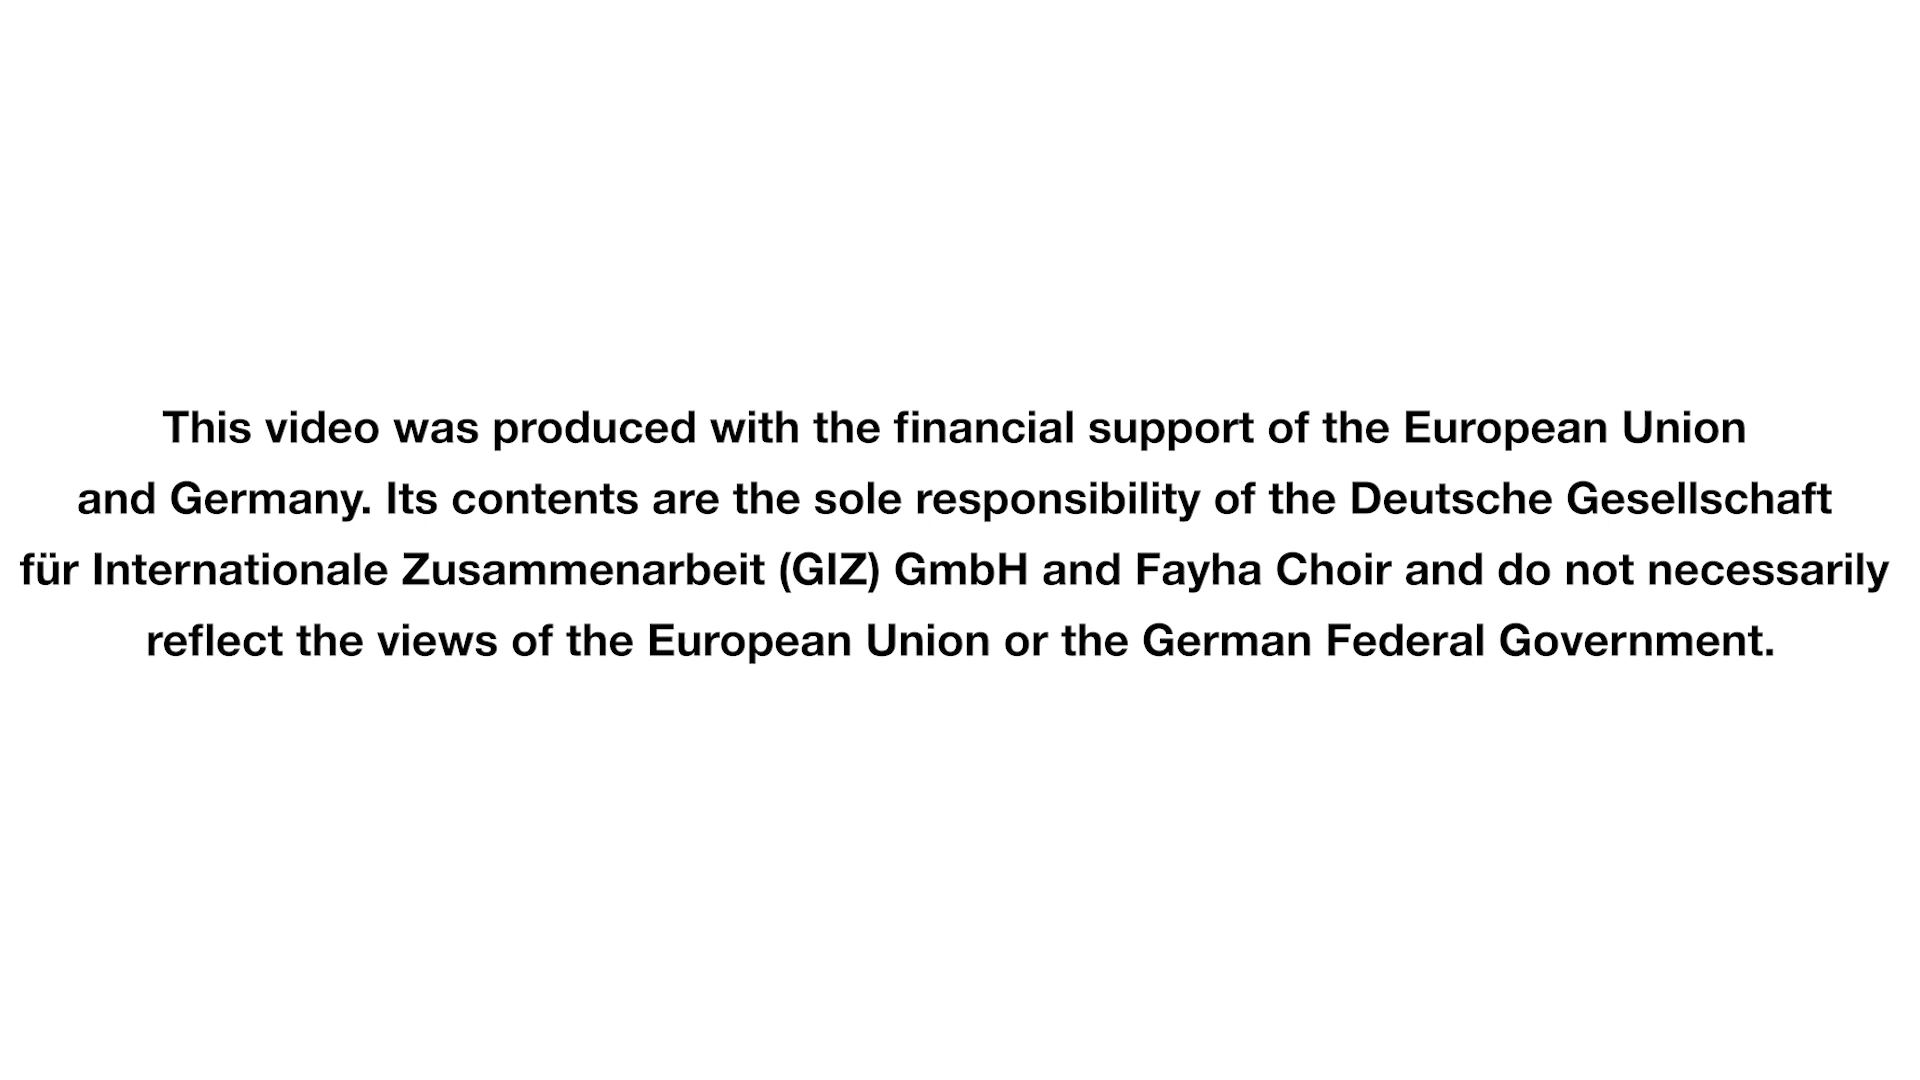 This video was produced with the financial support of the European Union
and Germany. Its contents are the sole responsibility of the Deutsche Gesellschaft
für Internationale Zusammenarbeit (GIZ) GmbH and Fayha Choir and do not necessarily
reflect the views of the European Union or the German Federal Government.